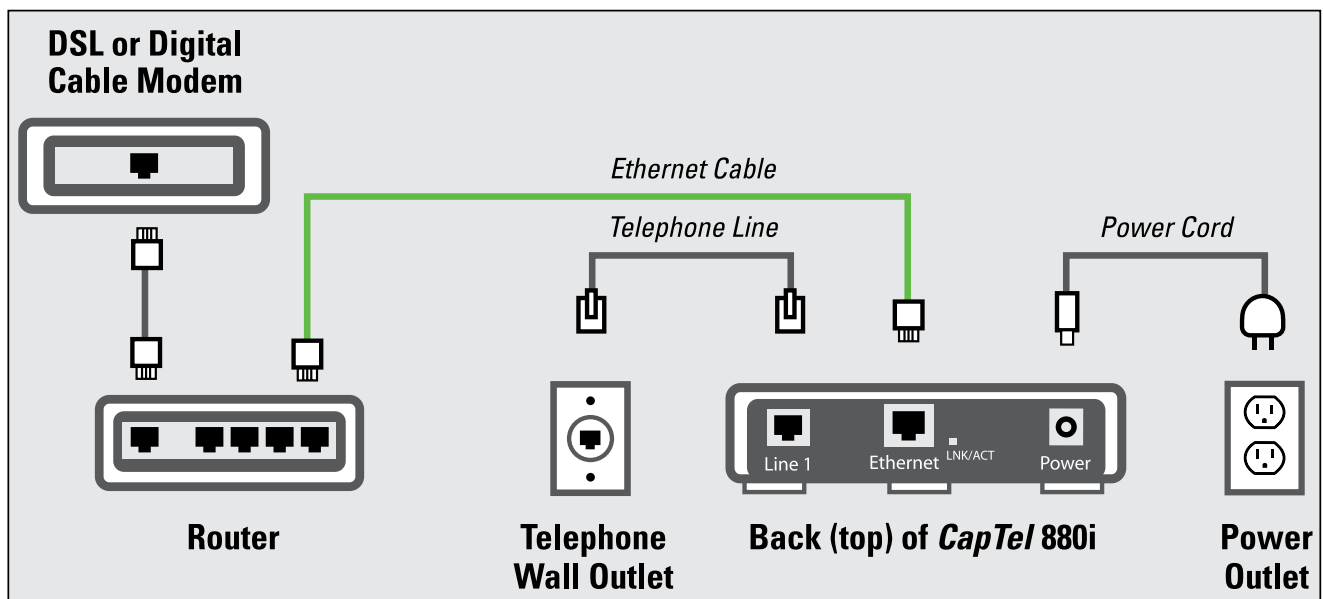 DSL or Digital
Cable Modem
Ethernet Cable
Telephone Line
Power Cord
Line 1
Ethernet
LNK/ACT
Power
Router
Telephone
Wall Outlet
Back (top) of CapTel 880i
Power
Outlet